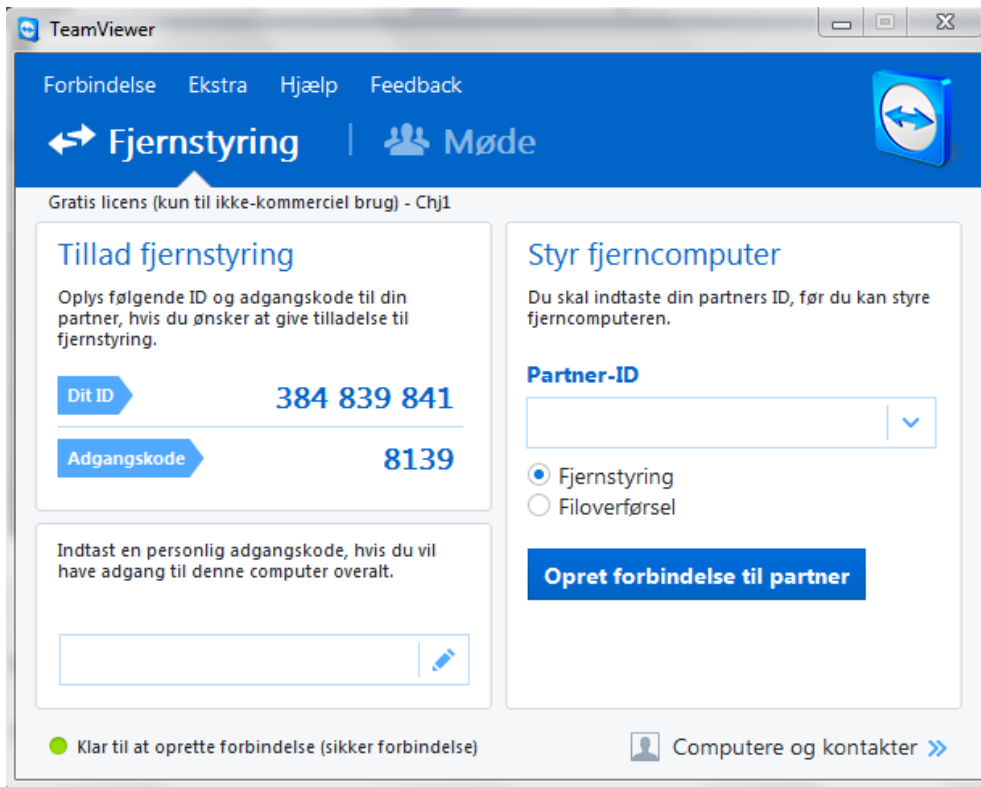 TeamViewer
Forbindelse Ekstra Hjælp Feedback
Fjernstyring Møde
Gratis licens (kun til ikke-kommerciel brug) - Chj1
Tillad fjernstyring
Oplys følgende ID og adgangskode til din
partner, hvis du ønsker at give tilladelse til
fjernstyring.
Dit ID 384 839 841
Adgangskode 8139
Indtast en personlig adgangskode, hvis du vil
have adgang til denne computer overalt.
Styr fjerncomputer
Du skal indtaste din partners ID, før du kan styre
fjerncomputeren.
Partner-ID
Fjernstyring
Filoverførsel
Opret forbindelse til partner
Klar til at oprette forbindelse (sikker forbindelse)
Computere og kontakter